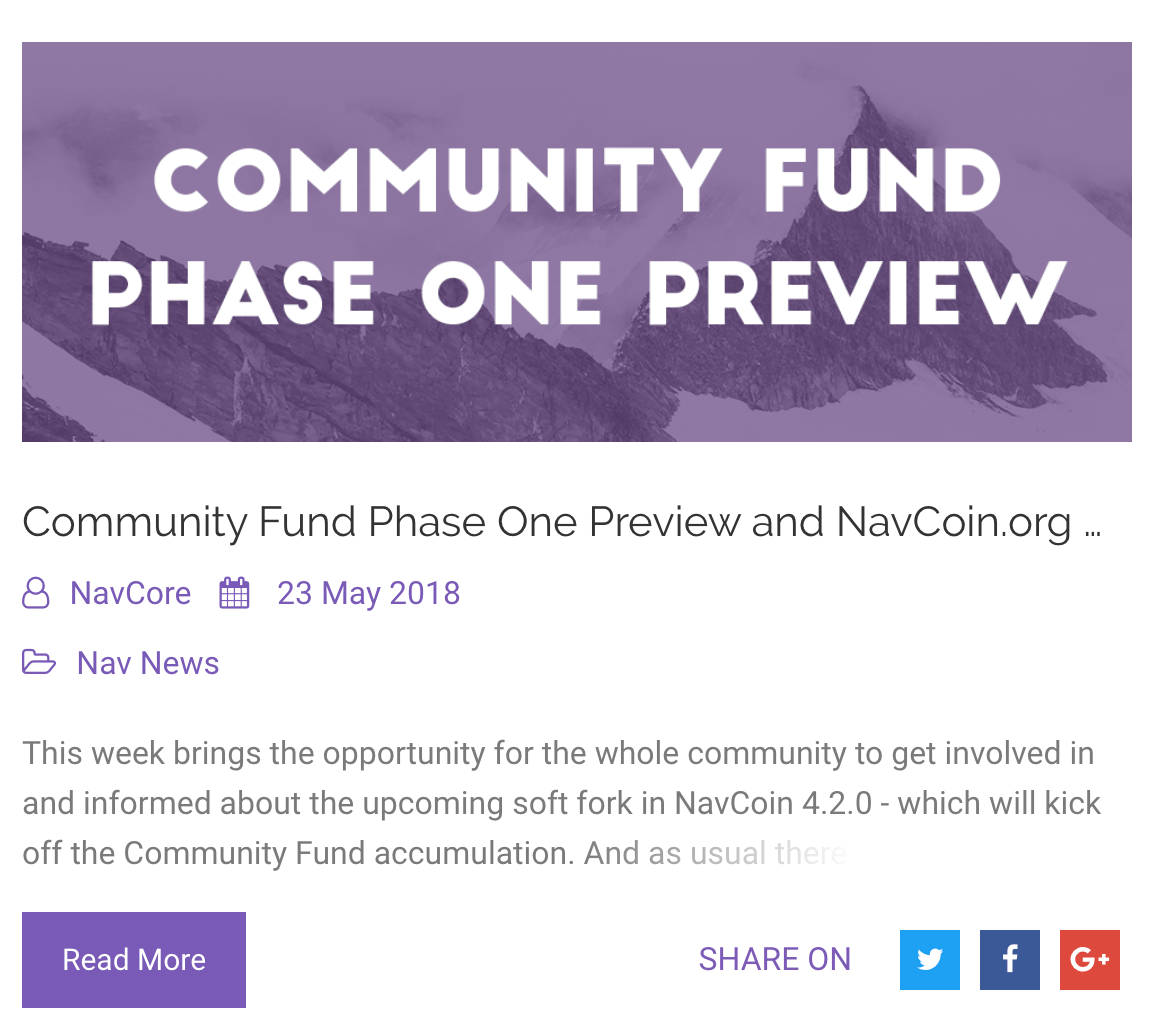 COMMUNITY FUND
PHASE ONE PREVIEW
Community Fund Phase One Preview and NavCoin.org ...
NavCore 23 May 2018
Nav News
This week brings the opportunity for the whole community to get involved in
and informed about the upcoming soft fork in NavCoin 4.2.0 - which will kick
off the Community Fund accumulation. And as usual there
Read More SHARE ON G+